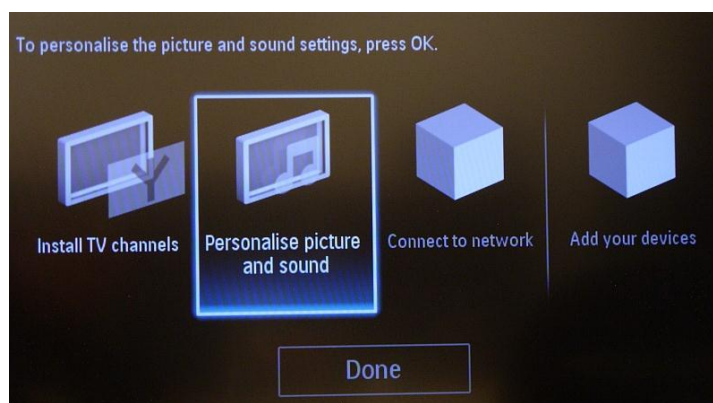 To personalise the picture and sound settings, press OK.
Install TV channels
Personalise picture
and sound
Connect to network
Add your devices
Done